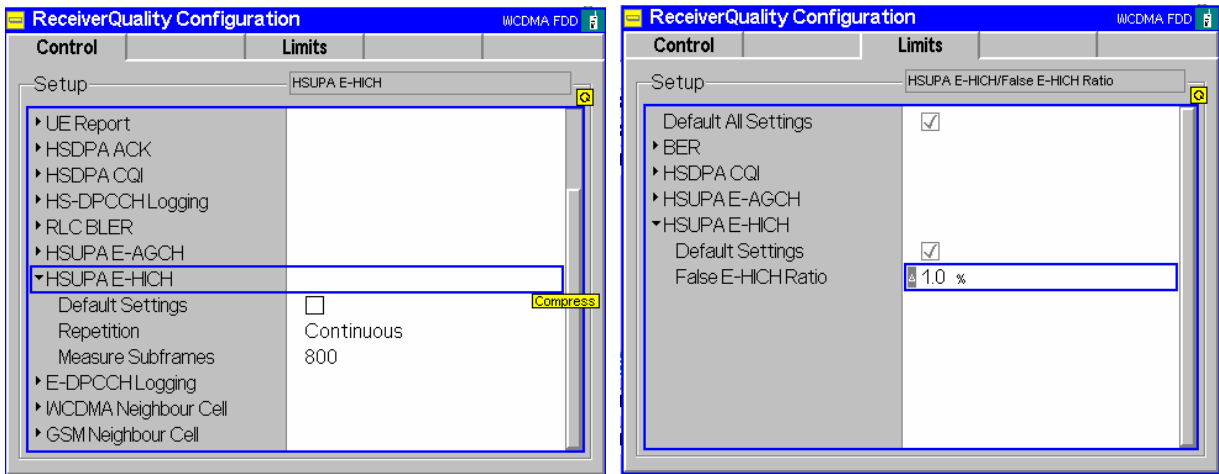 ReceiverQuality Configuration WCDMA FDD
Control Limits
Setup HSUPA E-HICH
UE Report
HSDPA ACK
HSDPA CQI
HS-DPCCH Logging
RLC BLER
HSUPA E-AGCH
HSUPA E-HICH
Compress
Default Settings
Repetition Continuous
Measure Subframes 800
E-DPCCH Logging
WCDMA Neighbour Cell
GSM Neighbour Cell
ReceiverQuality Configuration WCDMA FDD
Control Limits
Setup HSUPA E-HICH/False E-HICH Ratio
Default All Settings
BER
HSDPA CQI
HSUPA E-AGCH
HSUPA E-HICH
Default Settings
False E-HICH Ratio 1.0 %